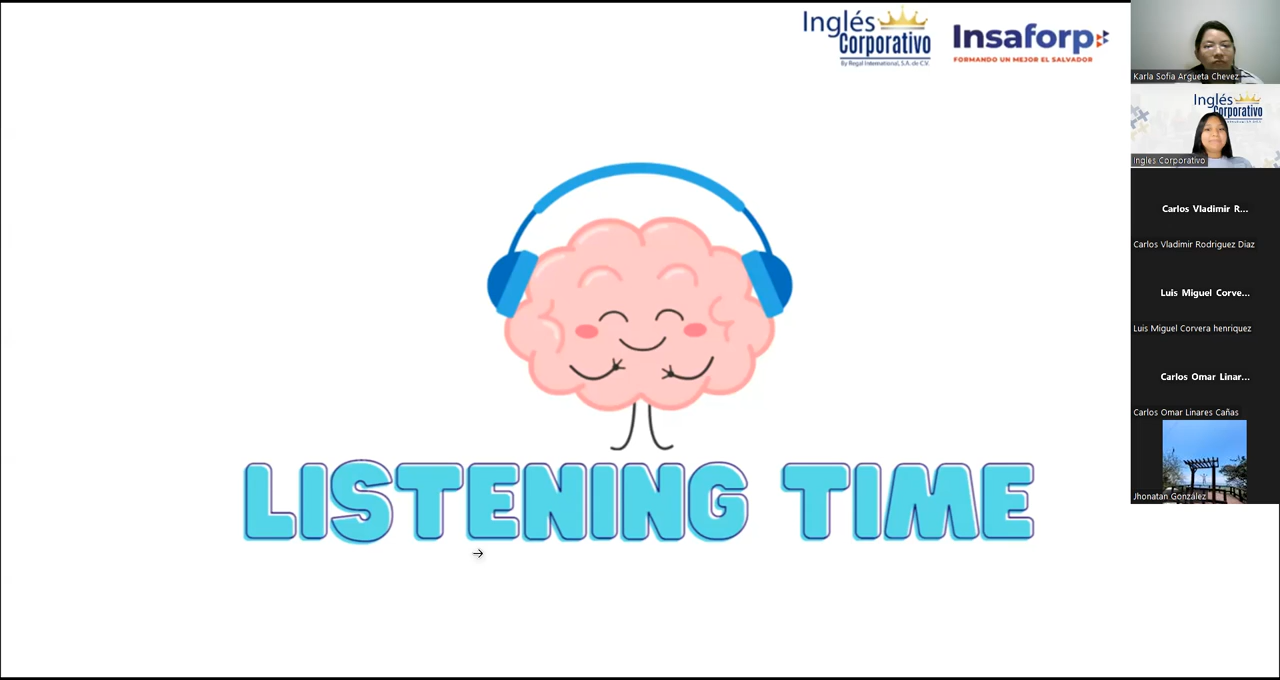 Inglés
Corporativo
By Regal International, S.A. de C.V.
Insaforp
FORMANDO UN MEJOR EL SALVADOR
LISTENING TIME
Karla Sofia Argueta Chevez
Inglés
Corporativo
Ingles Corporativo
Carlos Vladimir R...
Carlos Vladimir Rodriguez Diaz
Luis Miguel Corve...
Luis Miguel Corvera henriquez
Carlos Omar Linar...
Carlos Omar Linares Cañas
Jhonatan González